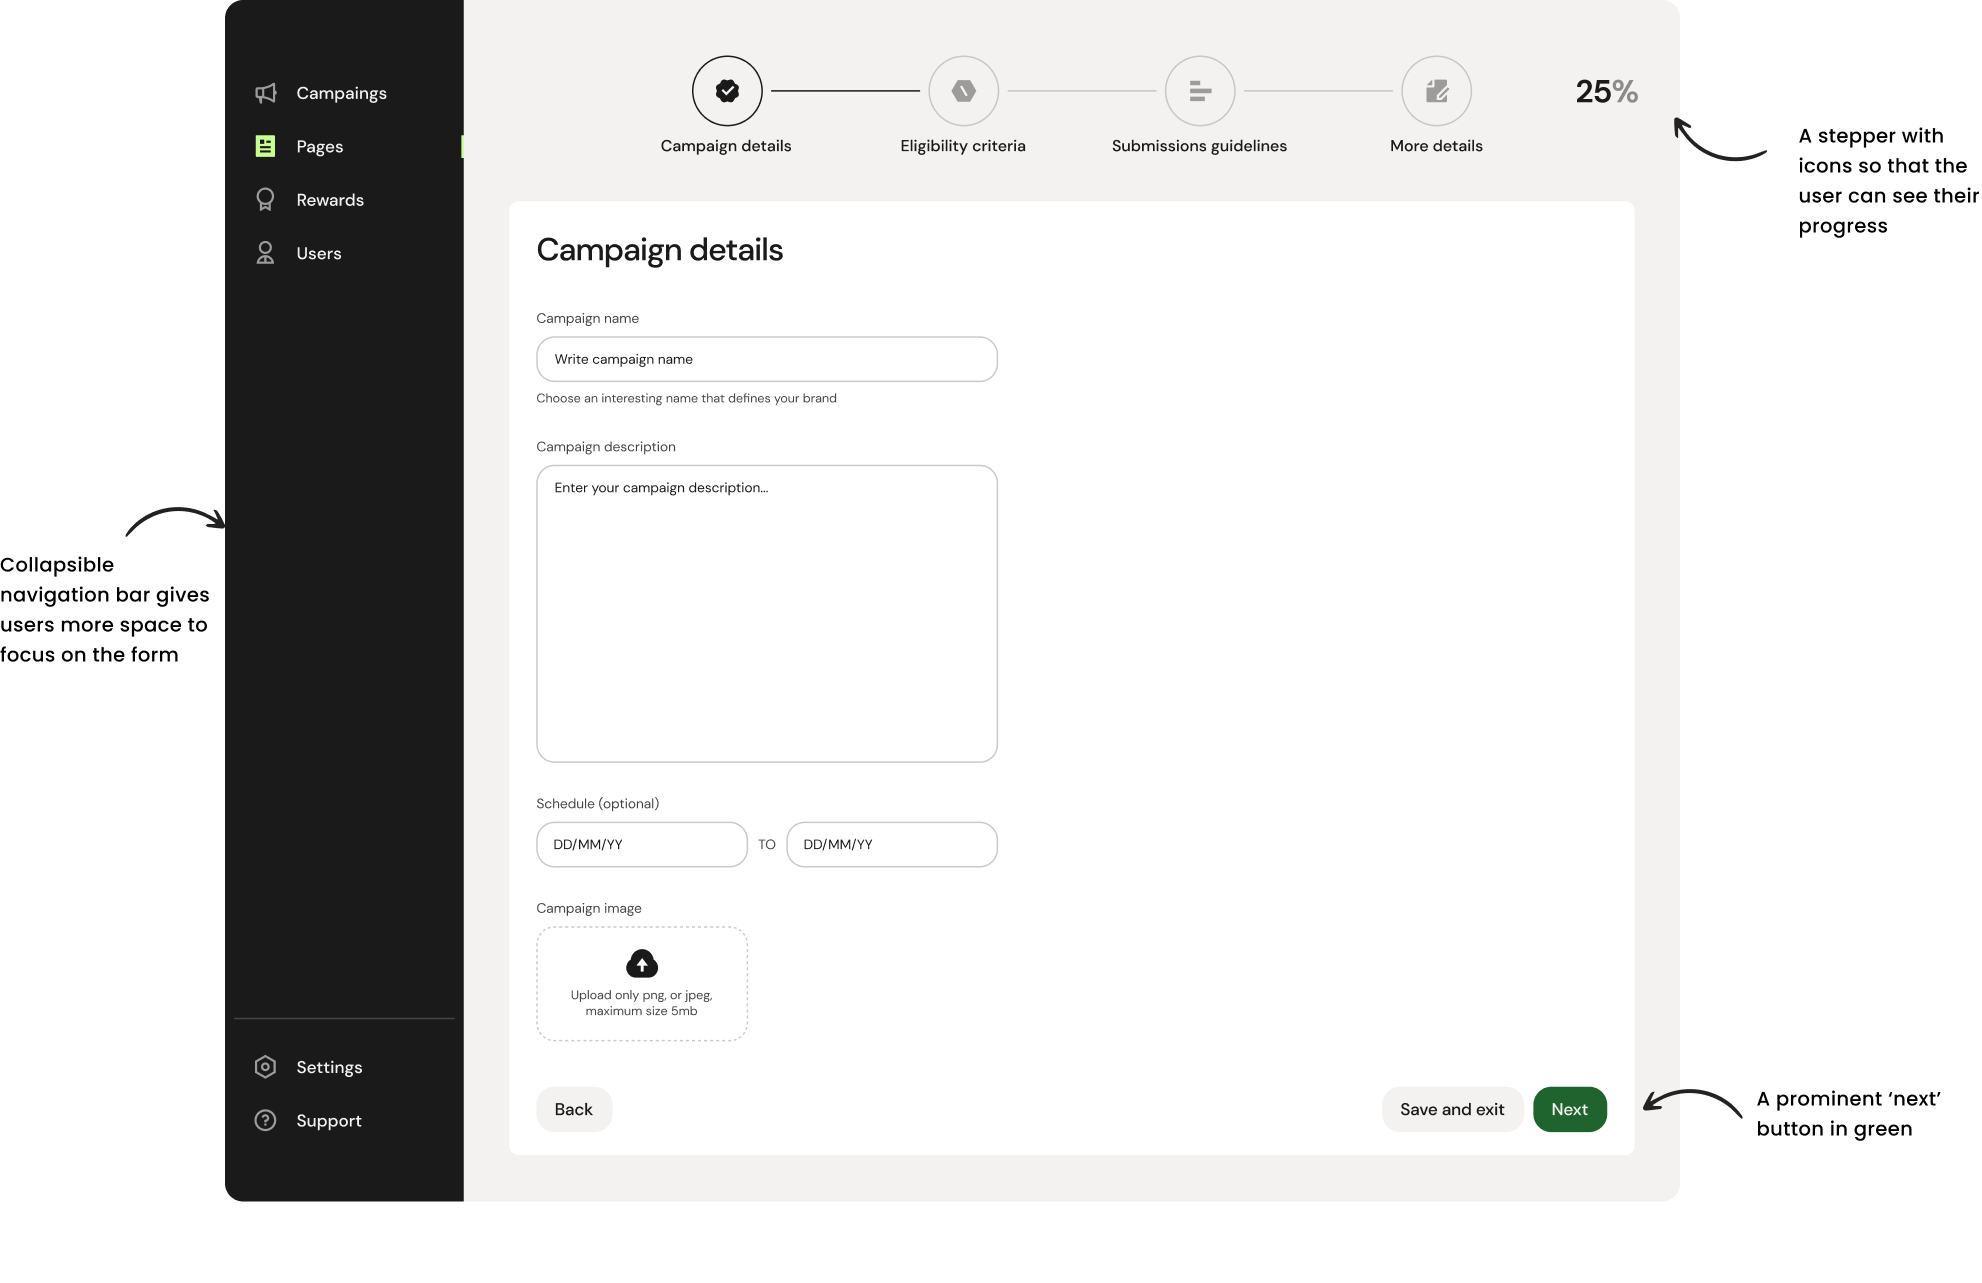 Campaings
Pages
Rewards
Users
Settings
Support
Campaign details
Eligibility criteria
Submissions guidelines
More details
25%
Campaign details
Campaign name
Write campaign name
Choose an interesting name that defines your brand
Campaign description
Enter your campaign description...
Schedule (optional)
DD/MM/YY TO DD/MM/YY
Campaign image
Upload only png, or jpeg,
maximum size 5mb
Back
Save and exit
Next
A stepper with
icons so that the
user can see their
progress
Collapsible
navigation bar gives
users more space to
focus on the form
A prominent ‘next’
button in green